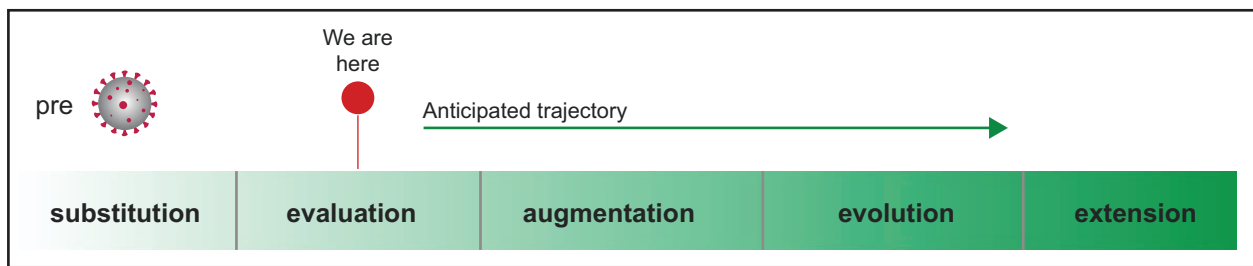 We are
here
pre
Anticipated trajectory
substitution evaluation augmentation evolution extension